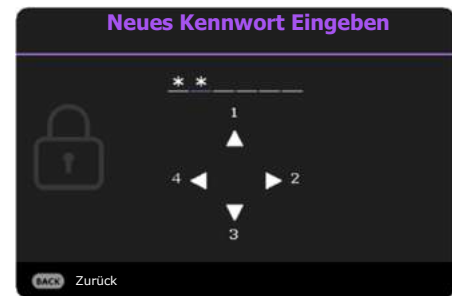 Neues Kennwort Eingeben
* * _ _ _ _
1
4 2
3
BACK Zurück